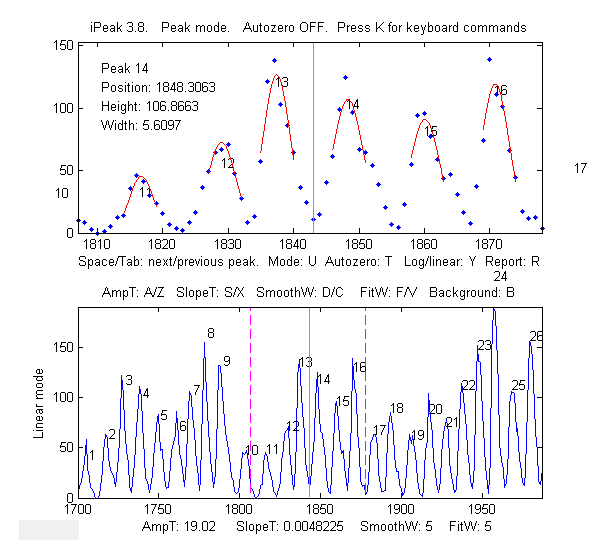 iPeak 3.8. Peak mode. Autozero OFF. Press K for keyboard commands
150
100
50
0
Peak 14
Position: 1848.3063
Height: 106.8663
Width: 5.6097
10
11
12
13
14
15
16
17
1810 1820 1830 1840 1850 1860 1870
Space/Tab: next/previous peak. Mode: U Autozero: T Log/linear: Y Report: R
24
AmpT: A/Z SlopeT: S/X SmoothW: D/C FitW: F/V Background: B
Linear mode
150
100
50
0
1 2 3 4 5 6 7 8 9 10 11 12 13 14 15 16 17 18 19 20 21 22 23 25 26
1700 1750 1800 1850 1900 1950
AmpT: 19.02 SlopeT: 0.0048225 SmoothW: 5 FitW: 5